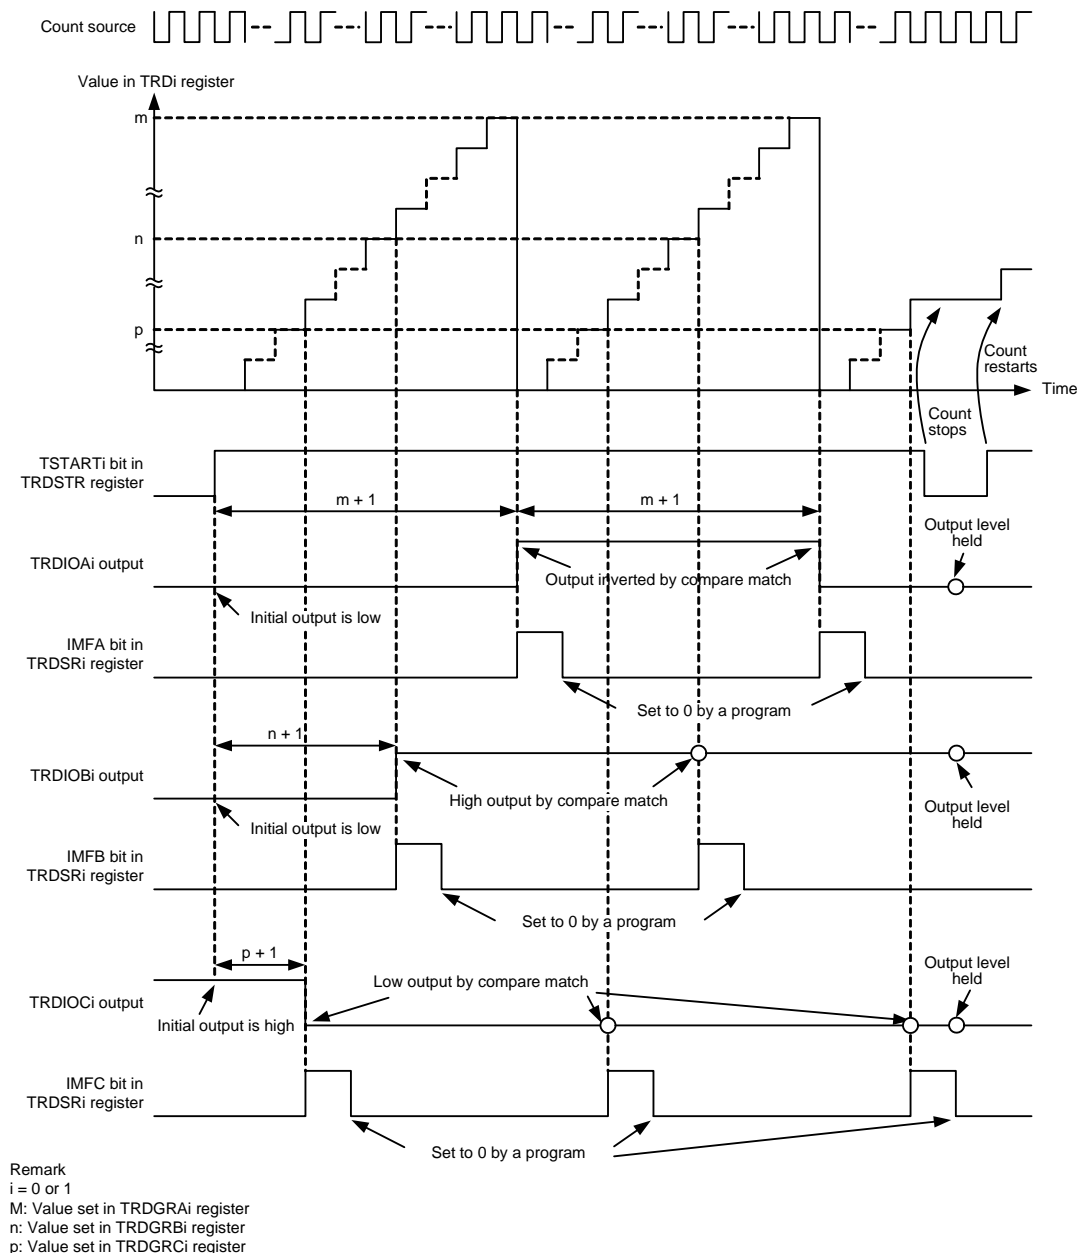 Count source
Value in TRDi register
m
n
p
Count
restarts
Time
Count
stops
TSTARTi bit in
TRDSTR register
m + 1
m + 1
Output level
held
TRDIOAi output
Output inverted by compare match
Initial output is low
IMFA bit in
TRDSRi register
Set to 0 by a program
n + 1
TRDIOBi output
High output by compare match
Output level
held
Initial output is low
IMFB bit in
TRDSRi register
Set to 0 by a program
p + 1
Output level
held
Low output by compare match
TRDIOCi output
Initial output is high
IMFC bit in
TRDSRi register
Set to 0 by a program
Remark
i = 0 or 1
M: Value set in TRDGRAi register
n: Value set in TRDGRBi register
p: Value set in TRDGRCi register